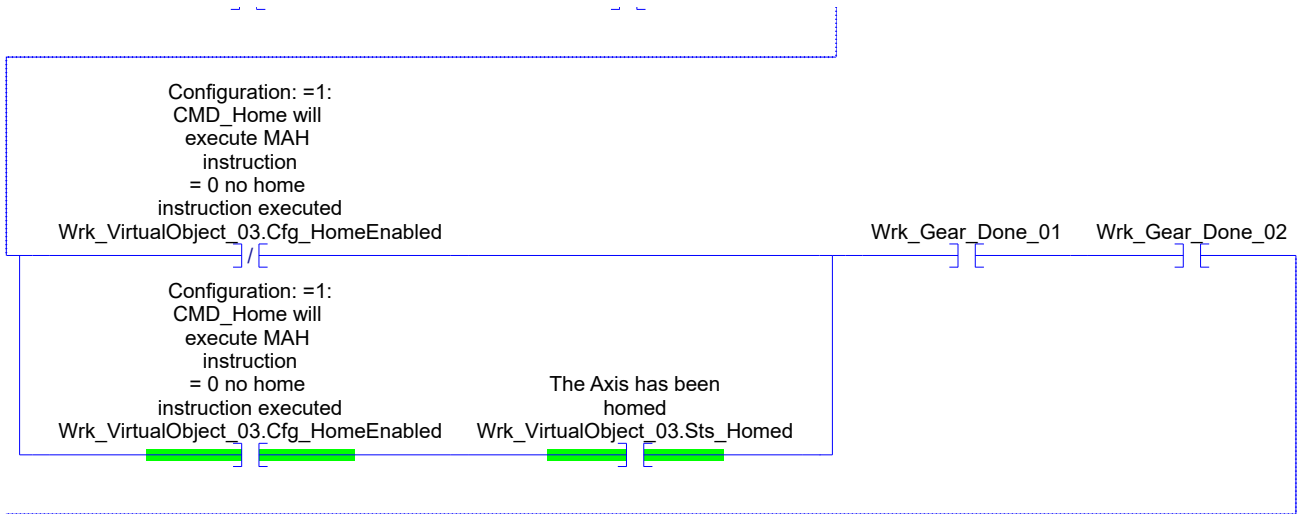 Configuration: =1:
CMD_Home will
execute MAH
instruction
= 0 no home
instruction executed
Wrk_VirtualObject_03.Cfg_HomeEnabled
Wrk_Gear_Done_01
Wrk_Gear_Done_02
/
Configuration: =1:
CMD_Home will
execute MAH
instruction
= 0 no home
instruction executed
Wrk_VirtualObject_03.Cfg_HomeEnabled
The Axis has been
homed
Wrk_VirtualObject_03.Sts_Homed